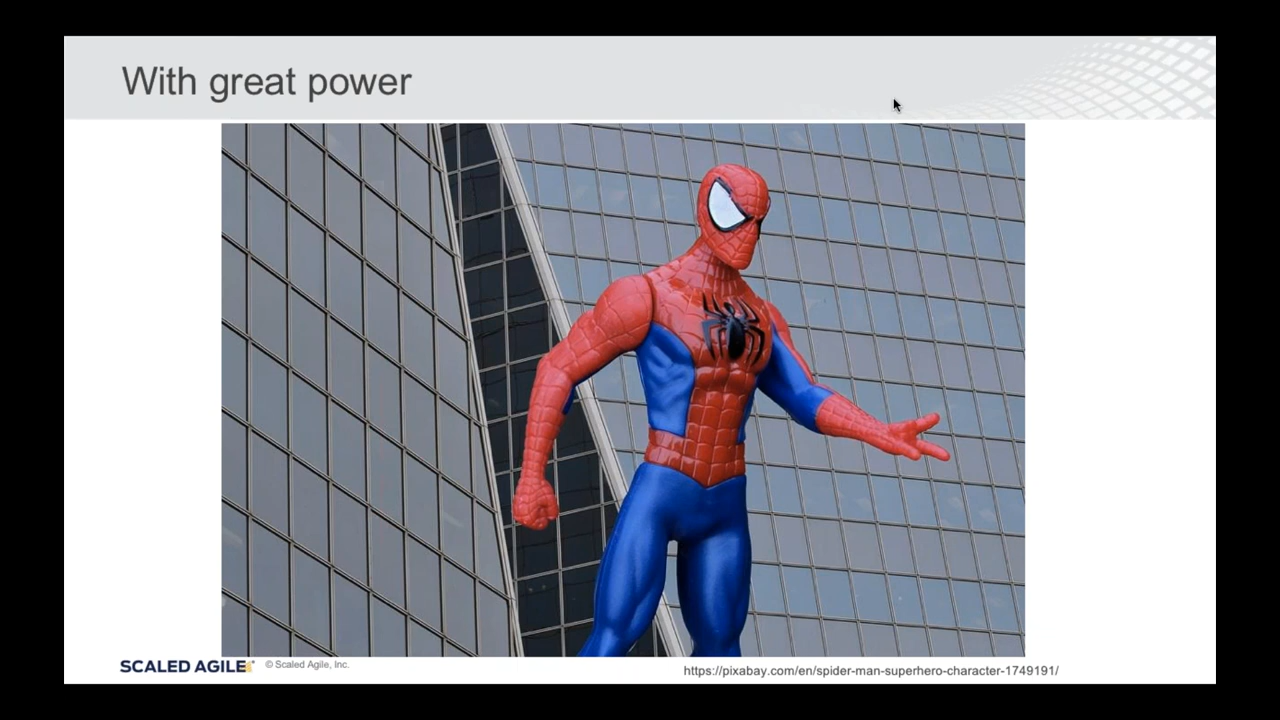 With great power
SCALED AGILE
© Scaled Agile, Inc.
https://pixabay.com/en/spider-man-superhero-character-1749191/